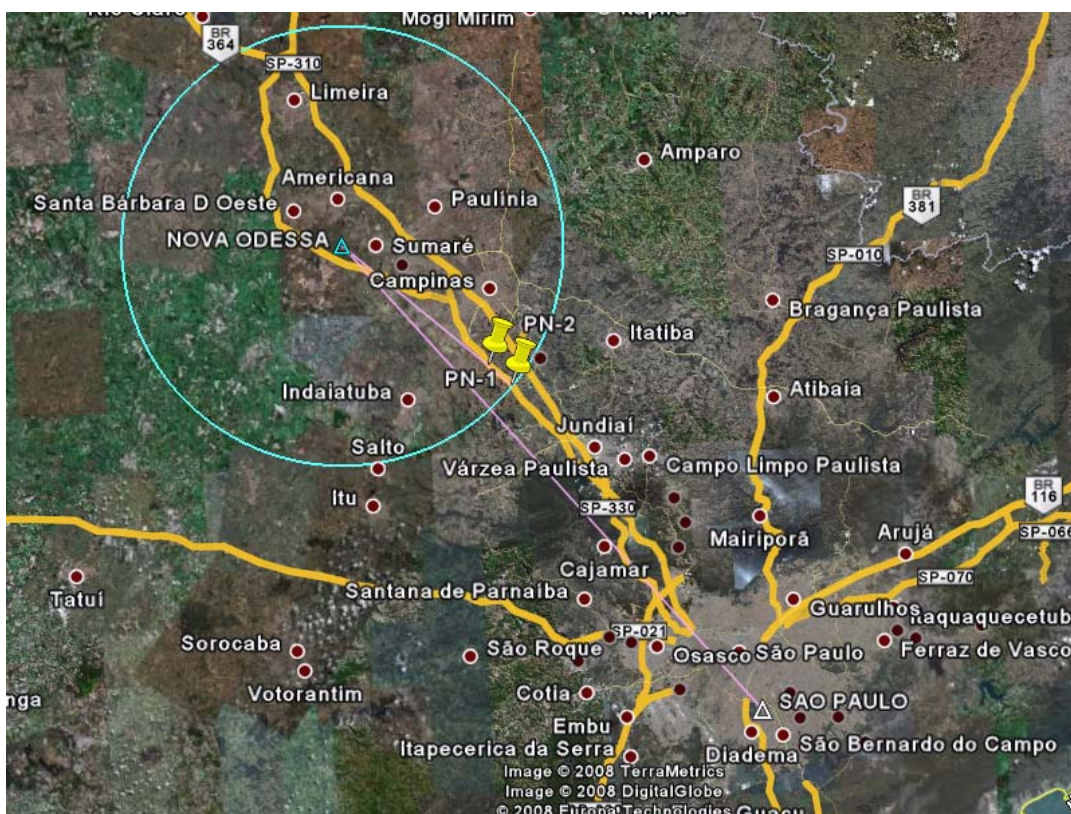 Mogi Mirim
BR
364
SP-310
Limeira
Amparo
Americana
Santa Bárbara D Oeste
Paulínia
BR
381
NOVA ODESSA
Sumaré
SP-010
Campinas
Bragança Paulista
PN-2
Itatiba
PN-1
Indaiatuba
Atibaia
Jundiaí
Salto
Várzea Paulista
Campo Limpo Paulista
Itu
BR
116
SP-330
Mairiporã
Arujá
SP-066
Cajamar
SP-070
Tatuí
Santana de Parnaíba
Guarulhos
SP-021
Sorocaba
São Roque
Osasco
São Paulo
Ferraz de Vasco
Votorantim
nga
Cotia
SAO PAULO
Embu
Itapecerica da Serra
Diadema
São Bernardo do Campo
Image © 2008 TerraMetrics
Image © 2008 DigitalGlobe
© 2008 Europa Technologies